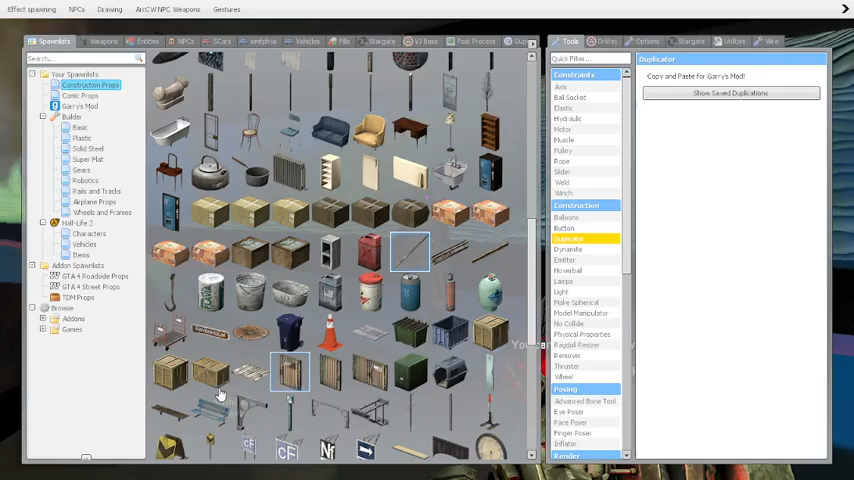 Effect spawning NPCs Drawing ArcCW NPC Weapons Gestures
Spawnlists Weapons Entities NPCs SCars Vehicles Pills Stargate VJ Base Post Process
Tools Options Stargate Utilities Wire
Search...
Your Spawnlists
Construction Props
Comic Props
Garry's Mod
Builder
Basic
Plastic
Solid Steel
Super Plat
Gears
Robotics
Rails and Tracks
Airplane Props
Wheels and Frames
Half-Life 2
Characters
Vehicles
Items
Addon Spawnlists
GTA 4 Roadside Props
GTA 4 Street Props
TDM Props
Browse
Addons
Games
CF
CF
Quick Filter...
Constraints
Axis
Ball Socket
Elastic
Hydraulic
Motor
Muscle
Pulley
Rope
Slider
Weld
Winch
Construction
Balloons
Button
Duplicator
Dynamite
Emitter
Hoverball
Lamps
Light
Make Spherical
Model Manipulator
No Collide
Physical Properties
Ragdoll Resizer
Remover
Thruster
Wheel
Posing
Advanced Bone Tool
Eye Poser
Face Poser
Finger Poser
Inflator
Render
Duplicator
Copy and Paste for Garry's Mod!
Show Saved Duplications